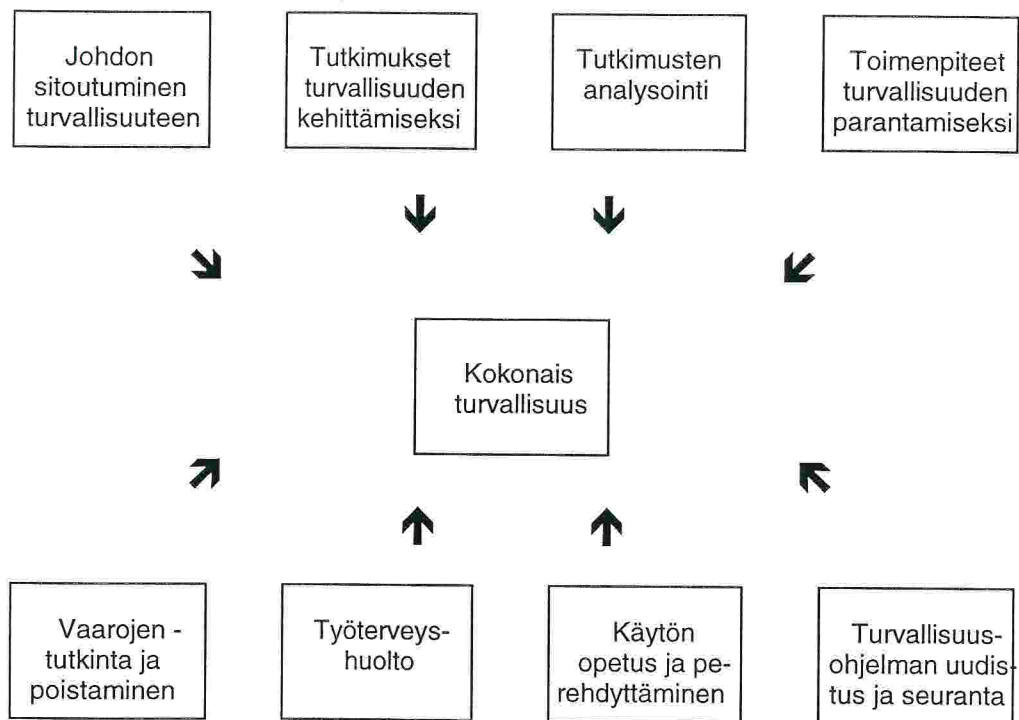 Johdon
sitoutuminen
turvallisuuteen
Tutkimukset
turvallisuuden
kehittämiseksi
Tutkimusten
analysointi
Toimenpiteet
turvallisuuden
parantamiseksi
Kokonais
turvallisuus
Vaarojen -
tutkinta ja
poistaminen
Työterveys-
huolto
Käytön
opetus ja pe-
rehdyttäminen
Turvallisuus-
ohjelman uudis-
tus ja seuranta